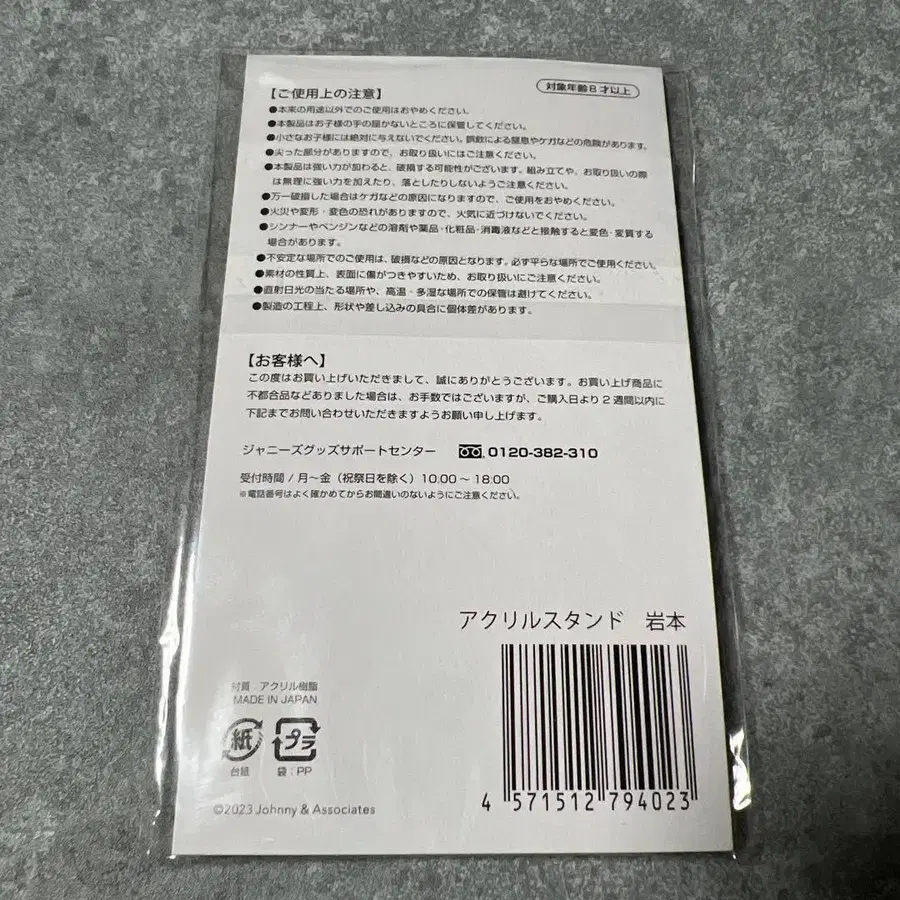 対象年齢8才以上
【ご使用上の注意】
●本来の用途以外でのご使用はおやめください。
●本製品はお子様の手の届かないところに保管してください。
●小さなお子様には絶対に与えないでください。誤飲による窒息やケガなどの危険があります。
●尖った部分がありますので、お取り扱いにはご注意ください。
●本製品は強い力が加わると、破損する可能性がございます。組み立てや、お取り扱いの際
は無理に強い力を加えたり、落としたりしないようご注意ください。
●万一破損した場合はケガなどの原因になりますので、ご使用をおやめください。
●火災や変形・変色の恐れがありますので、火気に近づけないでください。
●シンナーやベンジンなどの溶剤や薬品・化粧品・消毒液などと接触すると変色・変質する
場合があります。
●不安定な場所でのご使用は、破損などの原因となります。必ず平らな場所でご使用ください。
●素材の性質上、表面に傷がつきやすいため、お取り扱いにご注意ください。
●直射日光の当たる場所や、高温・多湿な場所での保管は避けてください。
●製造の工程上、形状や差し込みの具合に個体差があります。
【お客様へ】
この度はお買い上げいただきまして、誠にありがとうございます。お買い上げ商品に
不都合品などありました場合は、お手数ではございますが、ご購入日より2週間以内に
下記までお問い合わせいただきますようお願い申し上げます。
ジャニーズグッズサポートセンター 0120-382-310
受付時間 / 月〜金（祝祭日を除く）10:00〜18:00
※電話番号はよく確かめてからお間違いのないようにご注意ください。
アクリルスタンド 岩本
材質：アクリル樹脂
MADE IN JAPAN
紙 プラ
台紙 袋：PP
4 571512 794023
©2023 Johnny & Associates